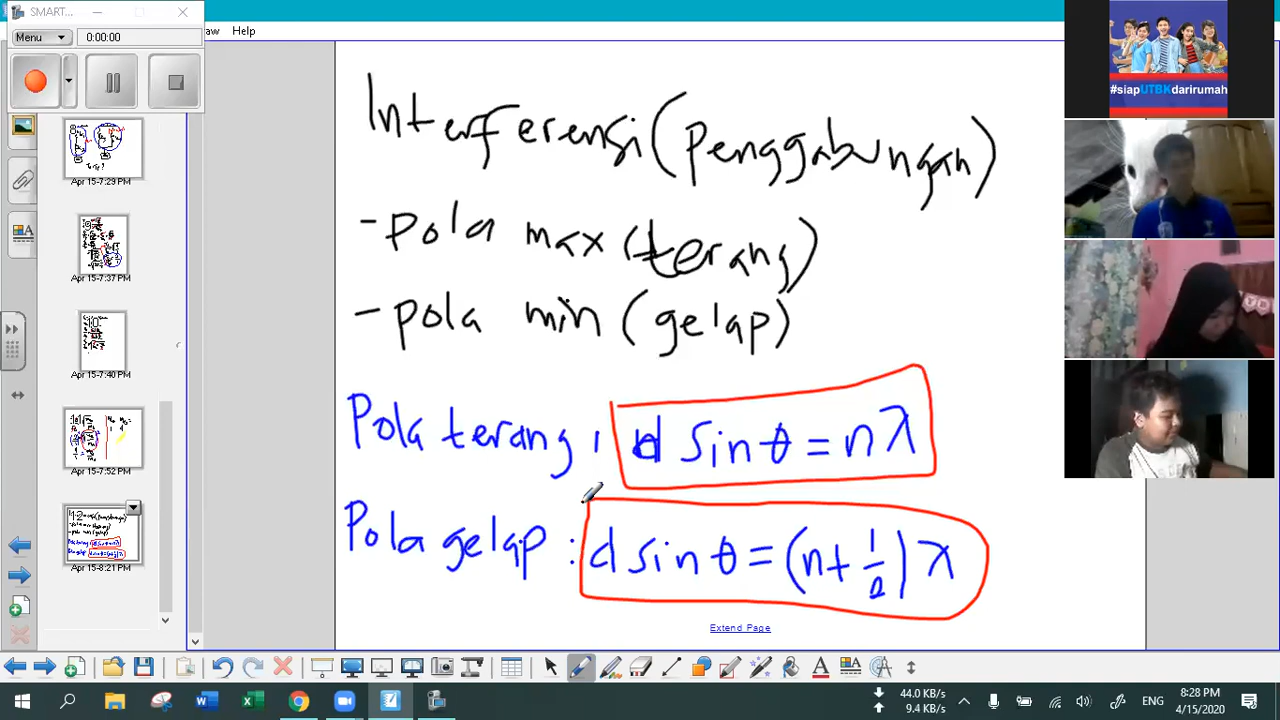 SMART...
Menu
0:00:00
aw Help
Apr 15-7:29 PM
Apr 15-7:37 PM
Apr 15-7:40 PM
Apr 15-7:52 PM
Apr 15-8:21 PM
Interferensi (Penggabungan)
- pola max (terang)
- pola min (gelap)
Pola terang : d sin θ = n λ
Pola gelap : d sin θ = (n + 1/2) λ
Extend Page
#siapUTBKdarirumah
44.0 KB/s
9.4 KB/s
ENG
8:28 PM
4/15/2020